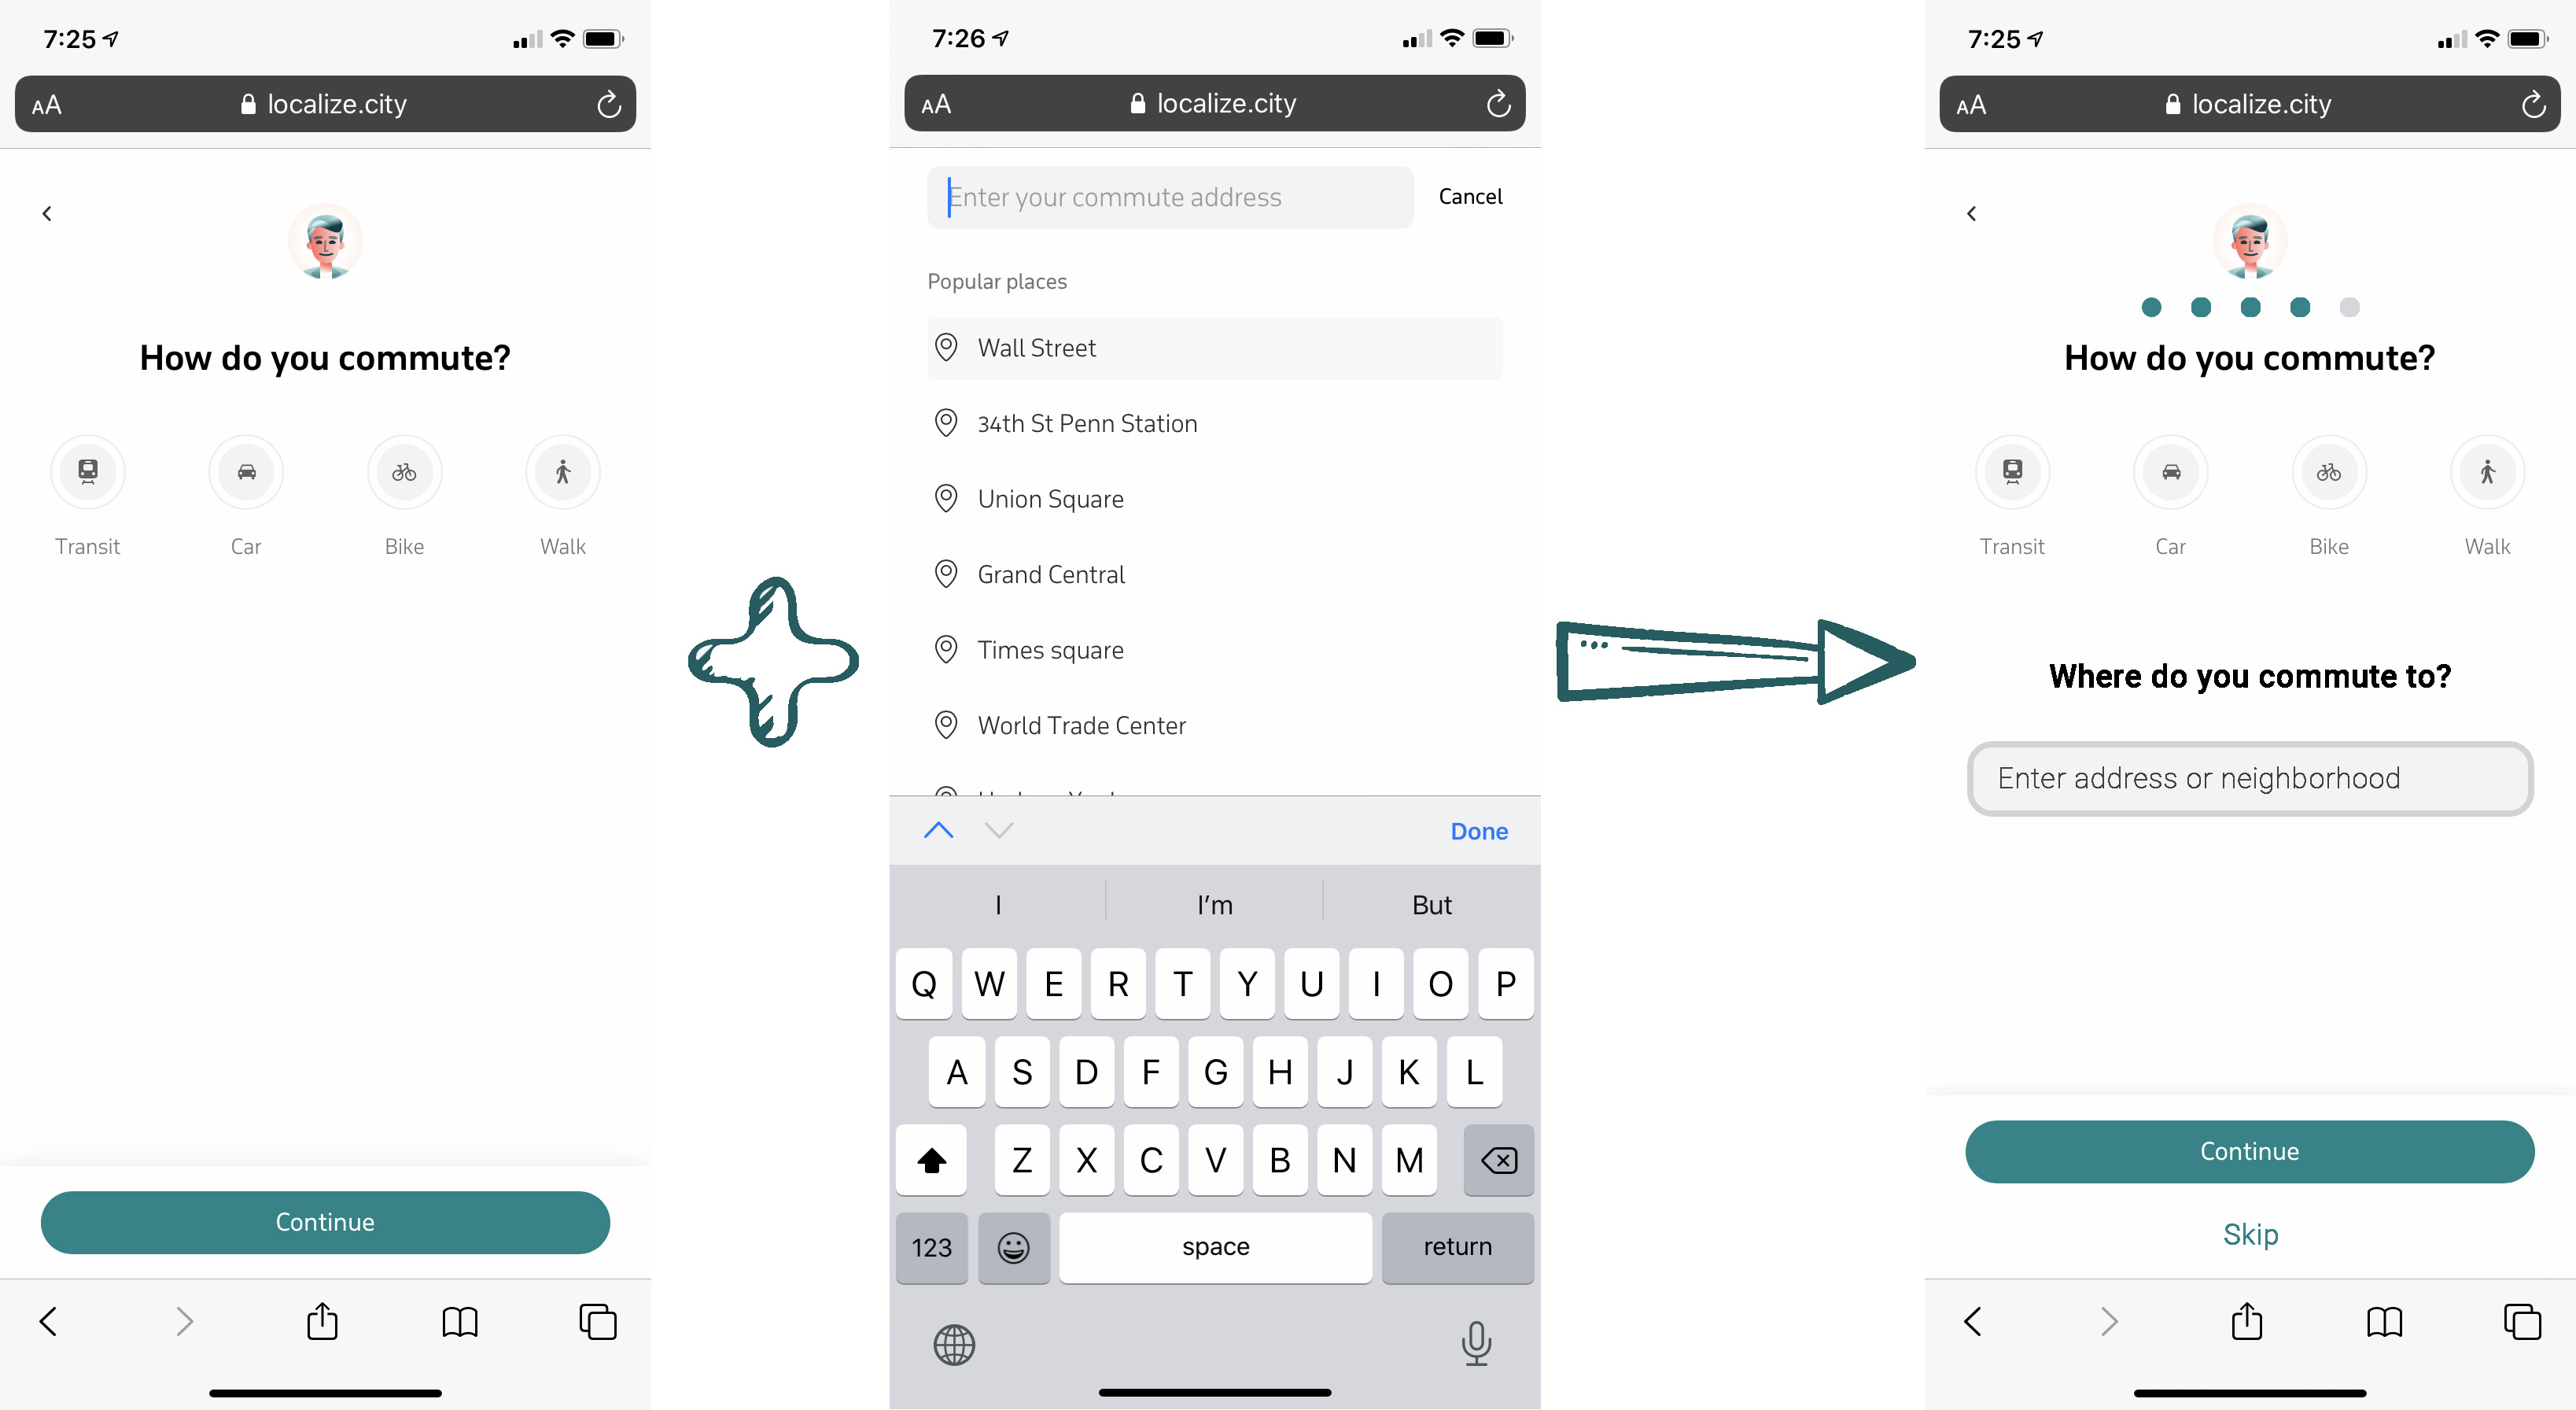 7:25
AA localize.city
How do you commute?
Transit Car Bike Walk
Continue
7:26
AA localize.city
Enter your commute address Cancel
Popular places
Wall Street
34th St Penn Station
Union Square
Grand Central
Times square
World Trade Center
Done
I I'm But
Q W E R T Y U I O P
A S D F G H J K L
Z X C V B N M
123 space return
7:25
AA localize.city
How do you commute?
Transit Car Bike Walk
Where do you commute to?
Enter address or neighborhood
Continue
Skip